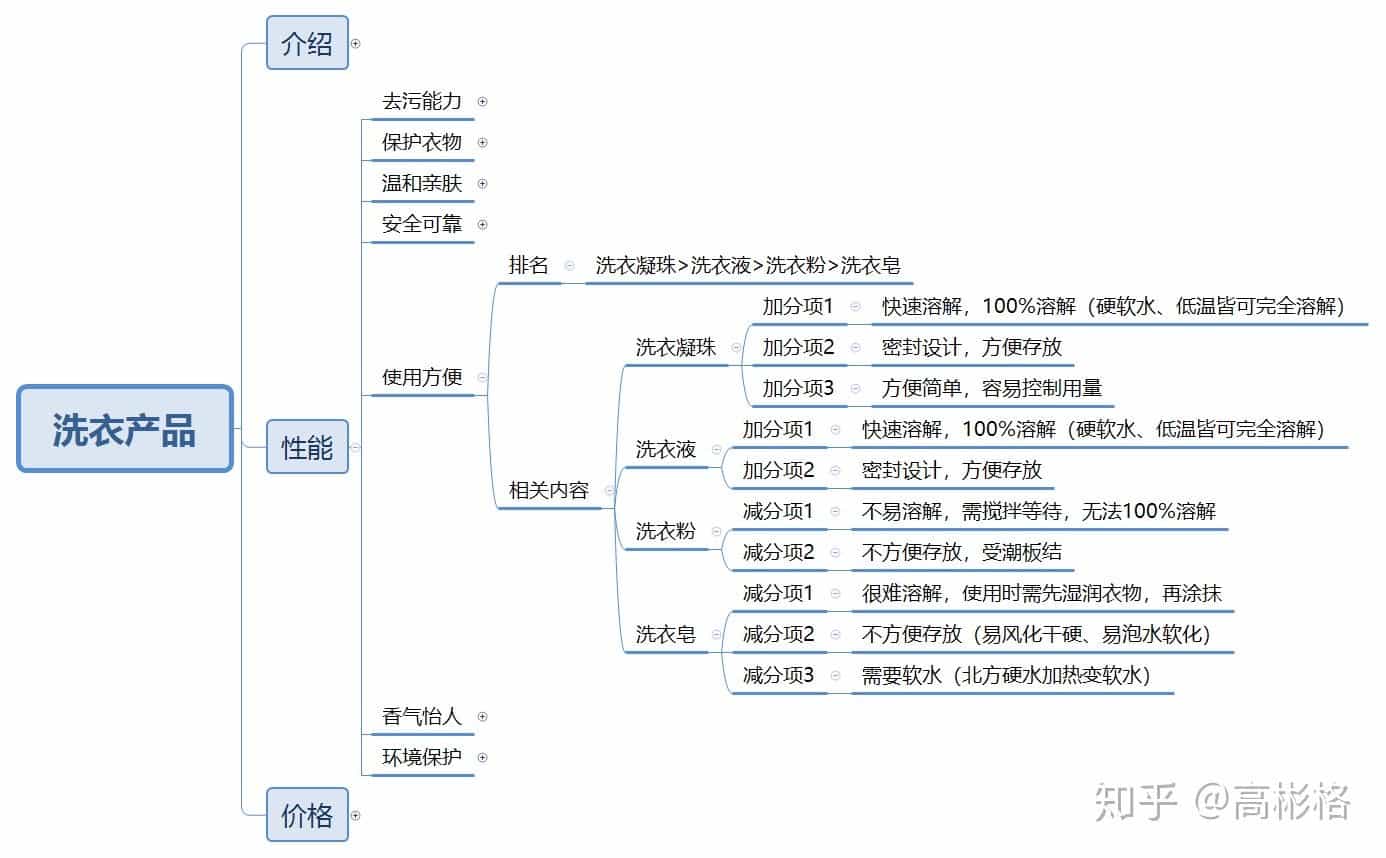 介绍
去污能力
保护衣物
温和亲肤
安全可靠
排名
洗衣凝珠>洗衣液>洗衣粉>洗衣皂
加分项1
快速溶解，100%溶解（硬软水、低温皆可完全溶解）
洗衣凝珠
加分项2
密封设计，方便存放
使用方便
加分项3
方便简单，容易控制用量
洗衣产品
性能
加分项1
快速溶解，100%溶解（硬软水、低温皆可完全溶解）
洗衣液
加分项2
密封设计，方便存放
相关内容
减分项1
不易溶解，需搅拌等待，无法100%溶解
洗衣粉
减分项2
不方便存放，受潮板结
减分项1
很难溶解，使用时需先湿润衣物，再涂抹
洗衣皂
减分项2
不方便存放（易风化干硬、易泡水软化）
减分项3
需要软水（北方硬水加热变软水）
香气怡人
环境保护
价格
知乎 @高彬格